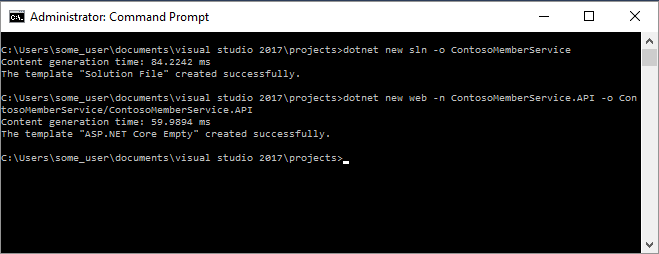 Administrator: Command Prompt
C:\Users\some_user\documents\visual studio 2017\projects>dotnet new sln -o ContosoMemberService
Content generation time: 84.2242 ms
The template "Solution File" created successfully.
C:\Users\some_user\documents\visual studio 2017\projects>dotnet new web -n ContosoMemberService.API -o Con
tosoMemberService/ContosoMemberService.API
Content generation time: 59.9894 ms
The template "ASP.NET Core Empty" created successfully.
C:\Users\some_user\documents\visual studio 2017\projects>